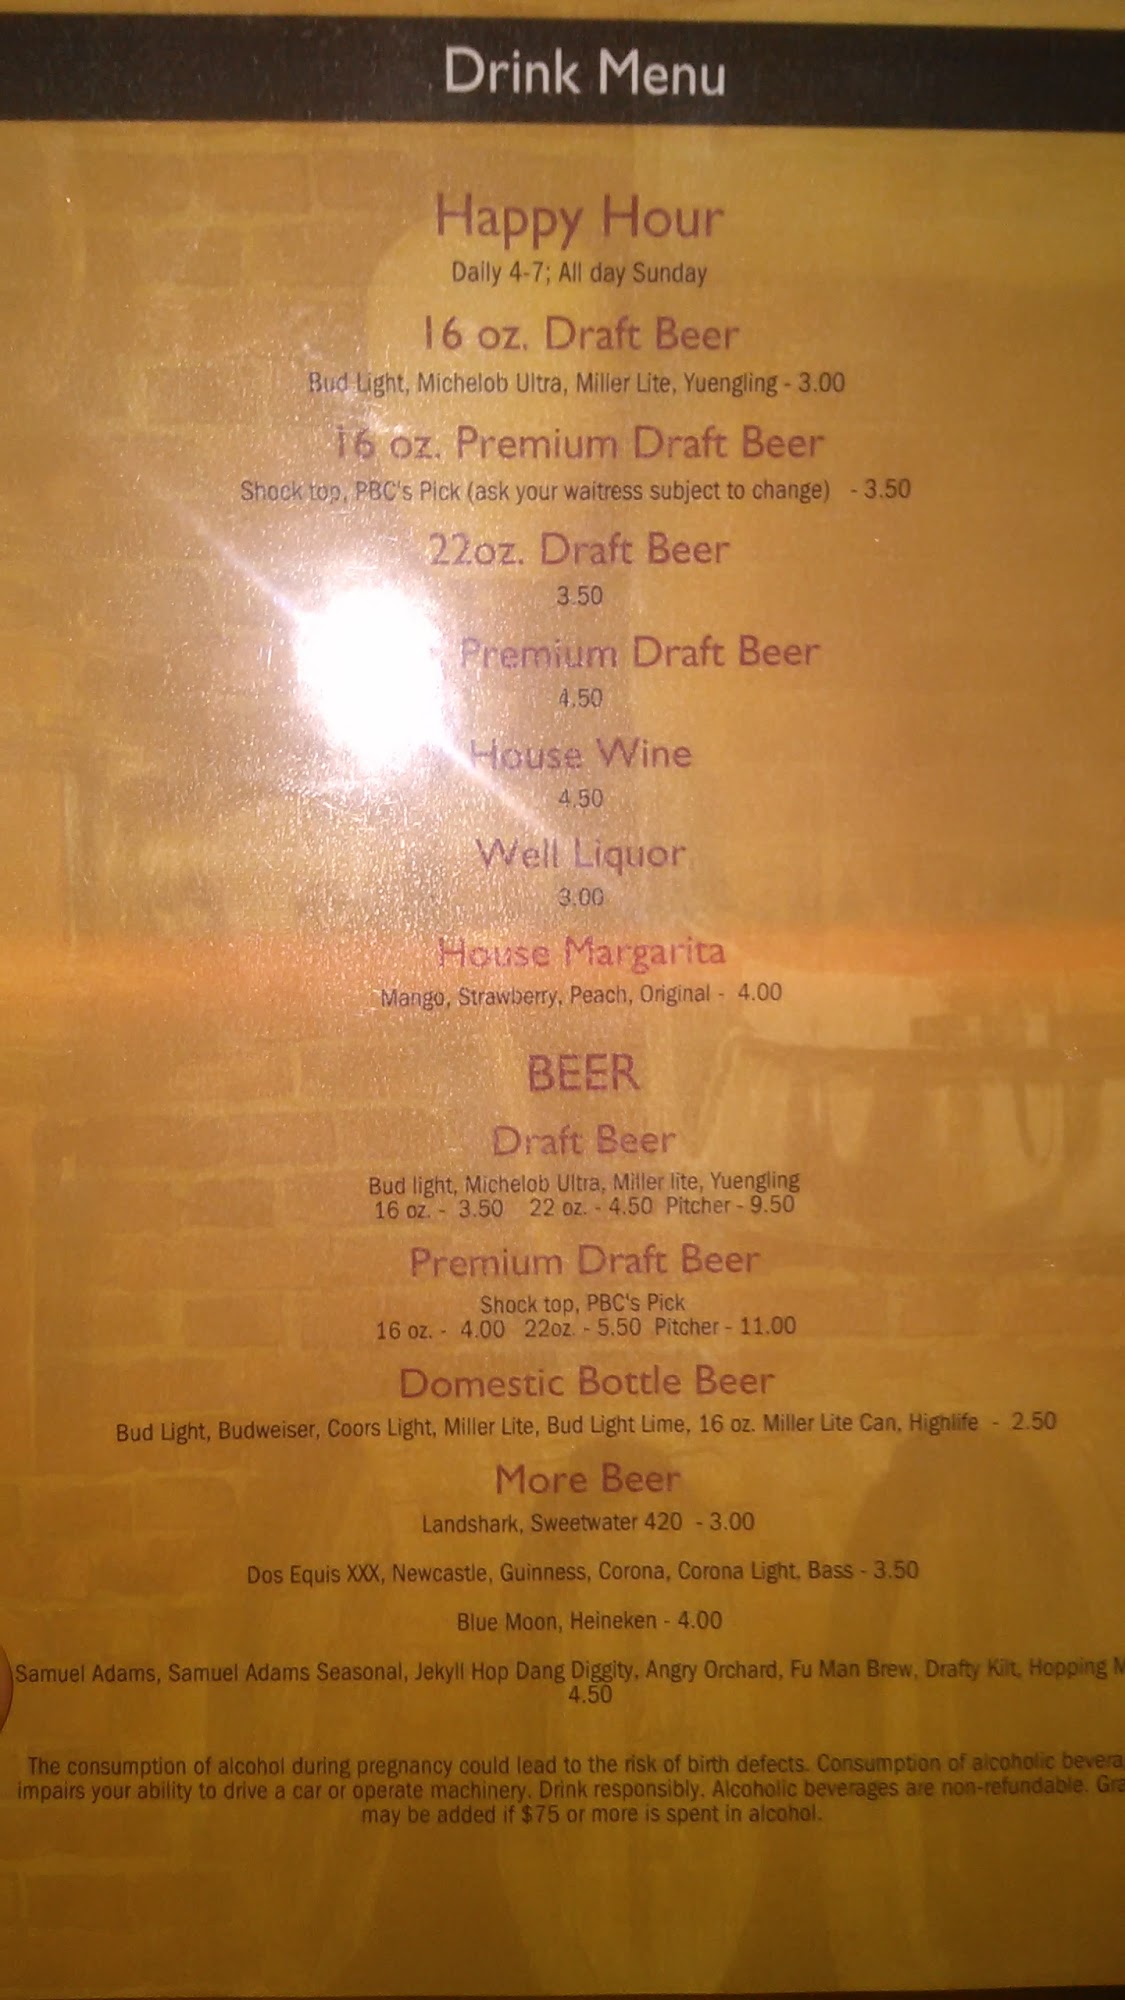 Drink Menu
Happy Hour
Daily 4-7; All day Sunday
16 oz. Draft Beer
Bud Light, Michelob Ultra, Miller Lite, Yuengling - 3.00
16 oz. Premium Draft Beer
Shock top, PBC's Pick (ask your waitress subject to change) - 3.50
22oz. Draft Beer
3.50
Premium Draft Beer
4.50
House Wine
4.50
Well Liquor
3.00
House Margarita
Mango, Strawberry, Peach, Original - 4.00
BEER
Draft Beer
Bud light, Michelob Ultra, Miller lite, Yuengling
16 oz. - 3.50 22 oz. - 4.50 Pitcher - 9.50
Premium Draft Beer
Shock top, PBC's Pick
16 oz. - 4.00 22oz. - 5.50 Pitcher - 11.00
Domestic Bottle Beer
Bud Light, Budweiser, Coors Light, Miller Lite, Bud Light Lime, 16 oz. Miller Lite Can, Highlife - 2.50
More Beer
Landshark, Sweetwater 420 - 3.00
Dos Equis XXX, Newcastle, Guinness, Corona, Corona Light, Bass - 3.50
Blue Moon, Heineken - 4.00
Samuel Adams, Samuel Adams Seasonal, Jekyll Hop Dang Diggity, Angry Orchard, Fu Man Brew, Drafty Kilt, Hopping
4.50
The consumption of alcohol during pregnancy could lead to the risk of birth defects. Consumption of alcoholic
impairs your ability to drive a car or operate machinery. Drink responsibly. Alcoholic beverages are non-refundable.
may be added if $75 or more is spent in alcohol.